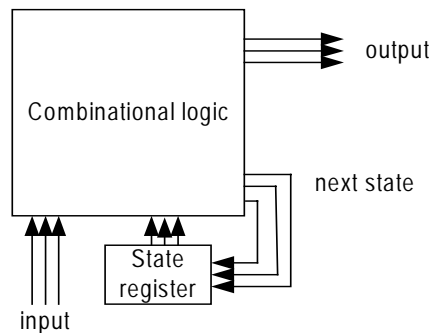 output
Combinational logic
next state
State
register
input